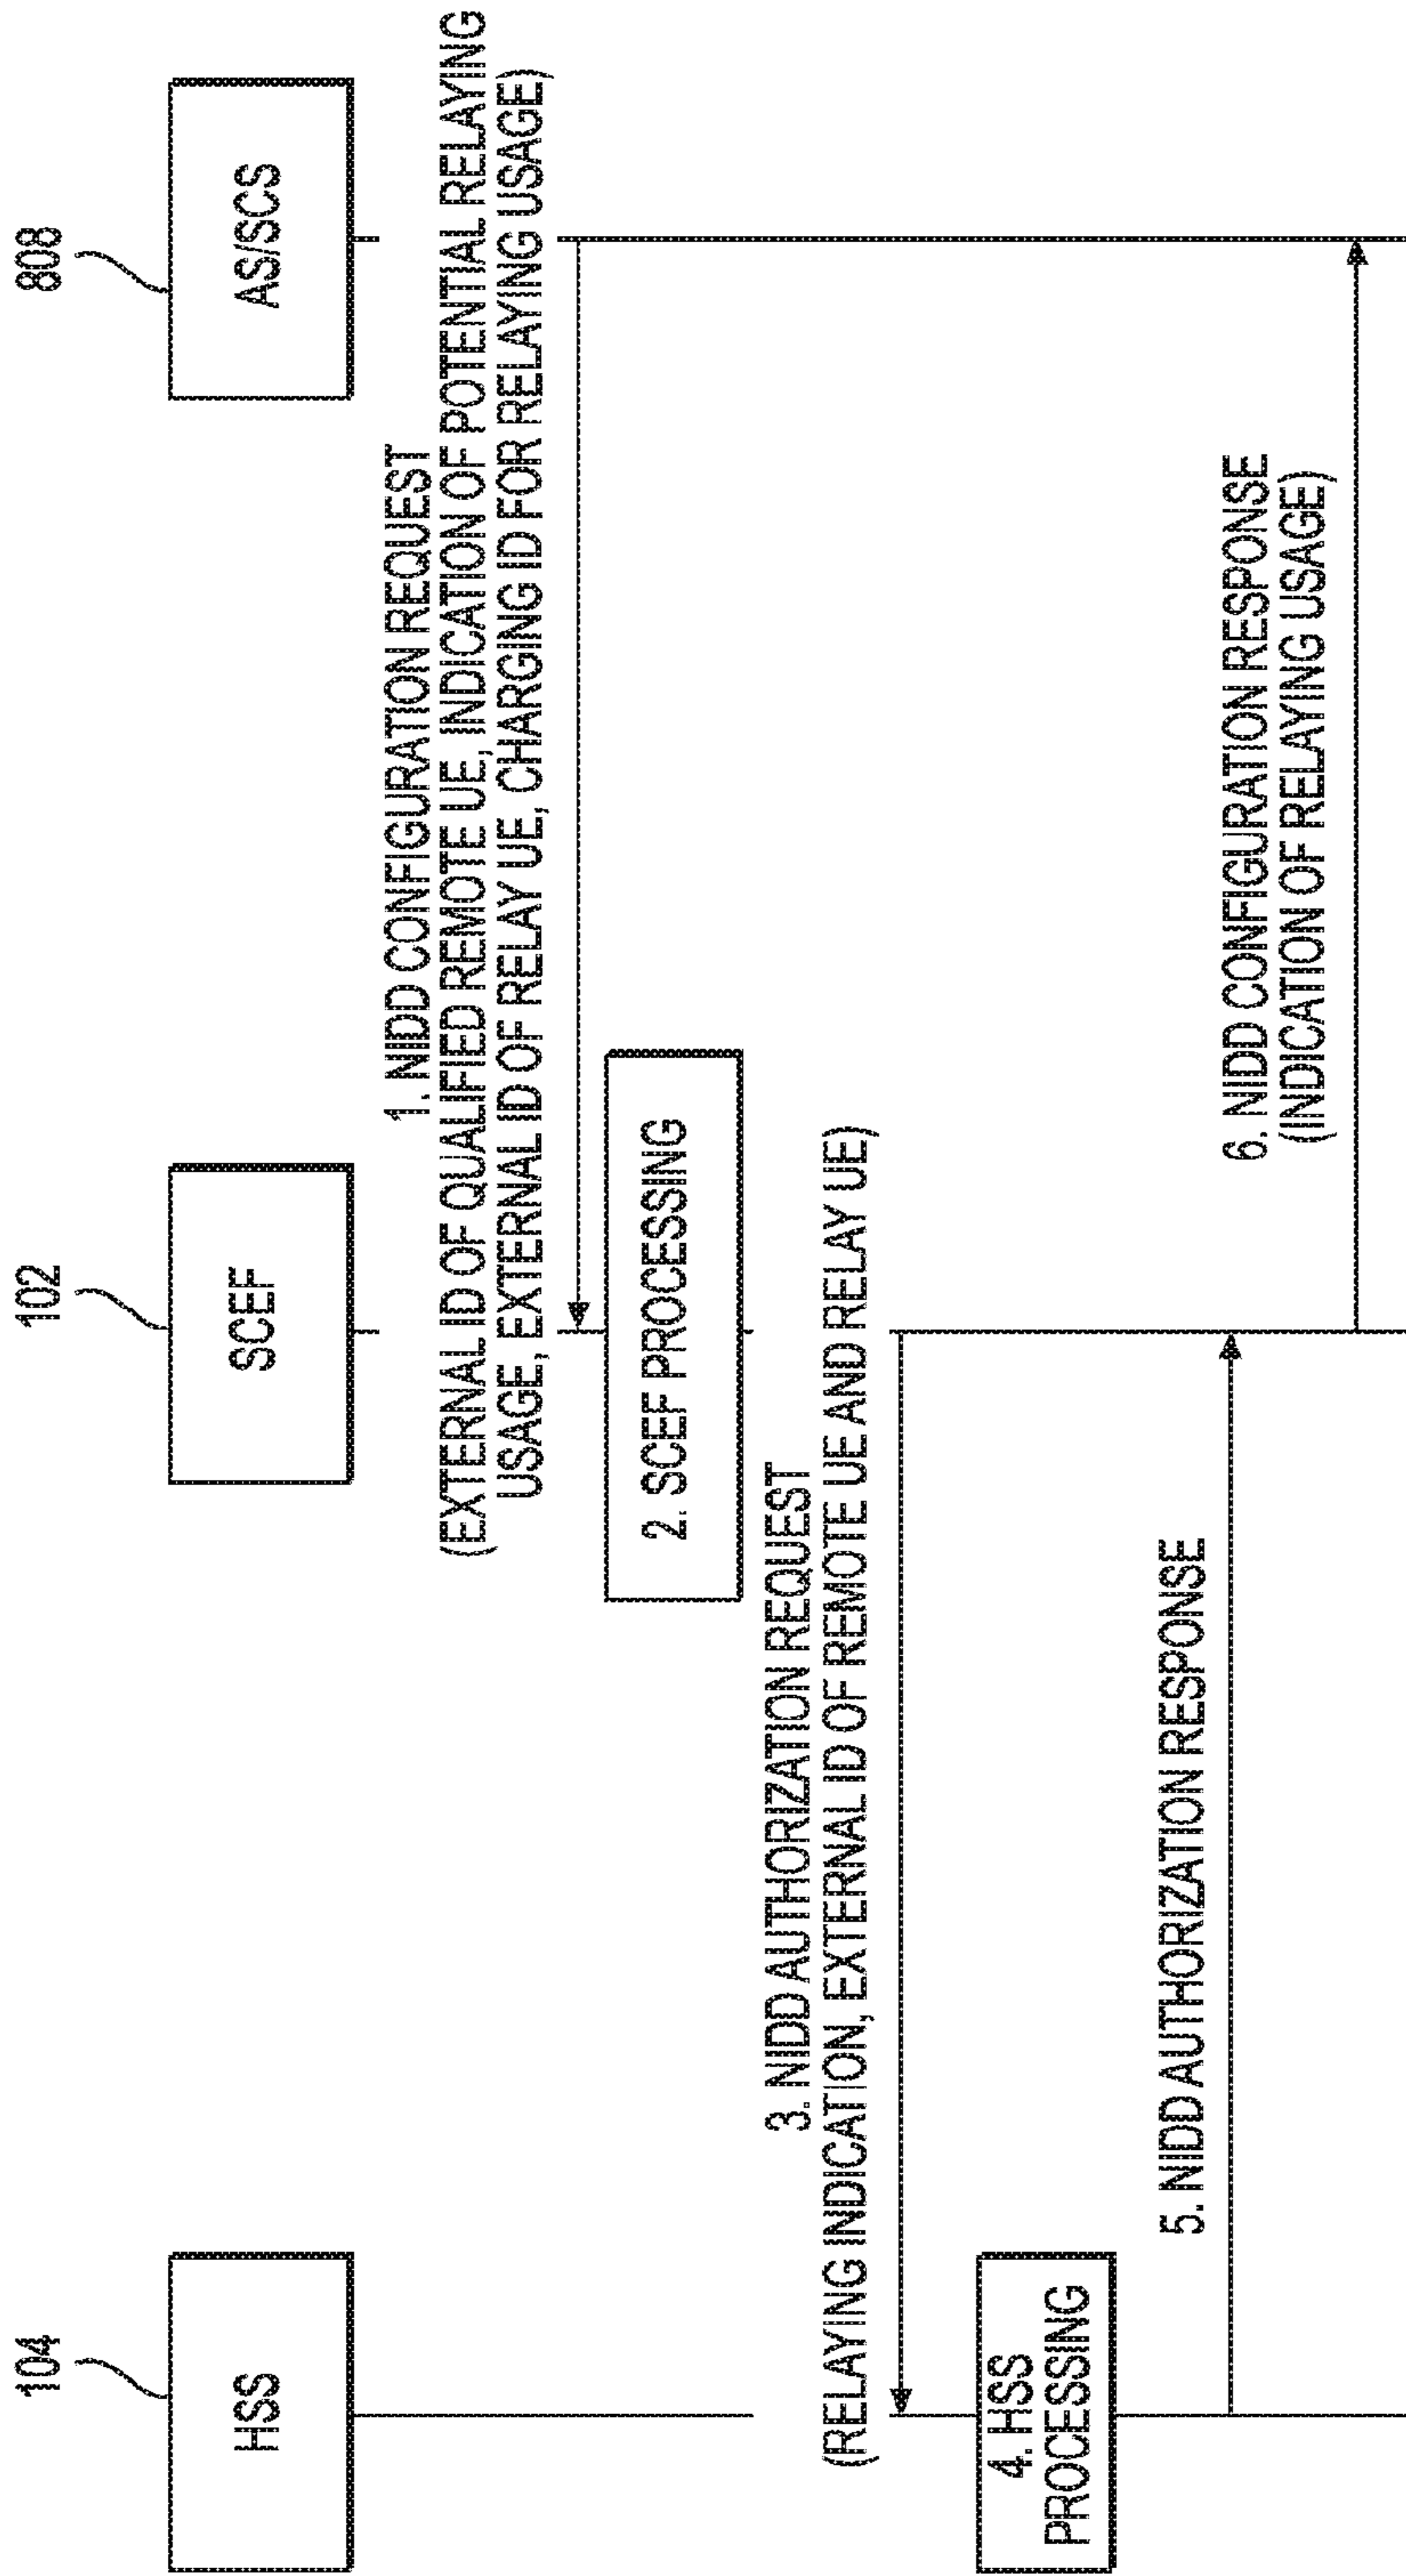 104
102
808
HSS
SCEF
AS/SCS
1. NIDD CONFIGURATION REQUEST
(EXTERNAL ID OF QUALIFIED REMOTE UE, INDICATION OF POTENTIAL RELAYING
USAGE, EXTERNAL ID OF RELAY UE, CHARGING ID FOR RELAYING USAGE)
2. SCEF PROCESSING
3. NIDD AUTHORIZATION REQUEST
(RELAYING INDICATION, EXTERNAL ID OF REMOTE UE AND RELAY UE)
4. HSS
PROCESSING
5. NIDD AUTHORIZATION RESPONSE
6. NIDD CONFIGURATION RESPONSE
(INDICATION OF RELAYING USAGE)